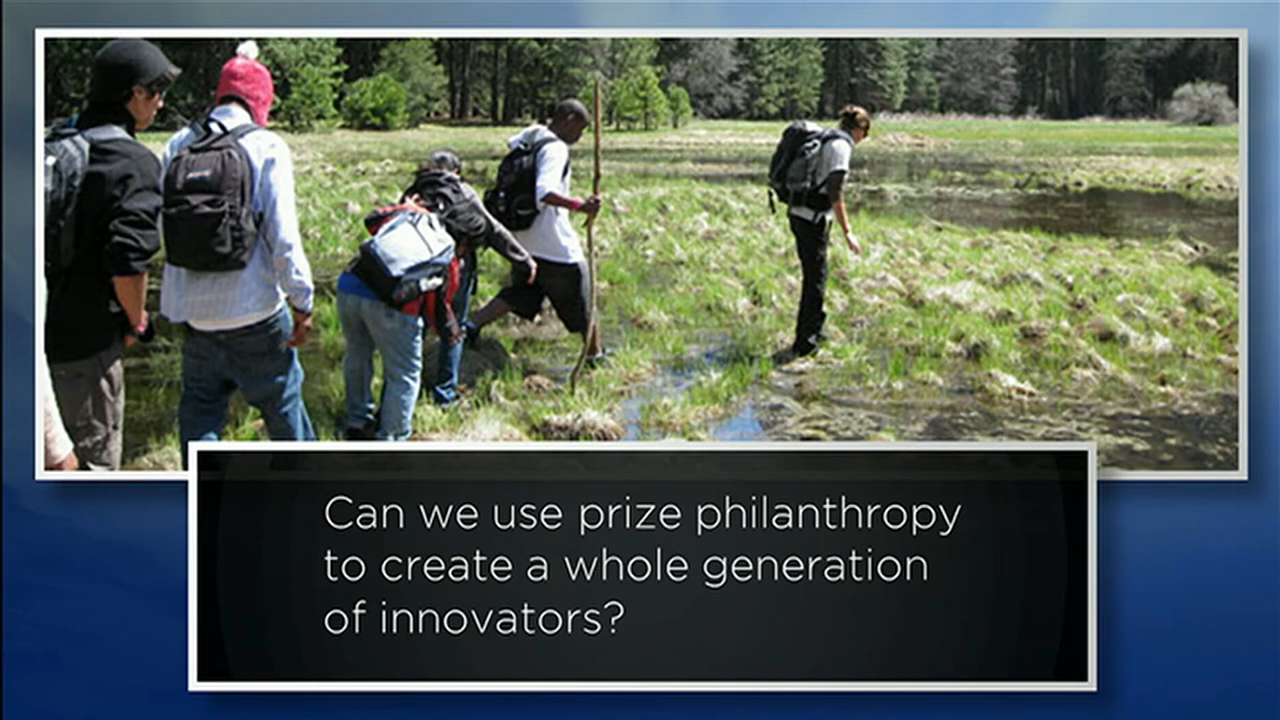 Can we use prize philanthropy
to create a whole generation
of innovators?